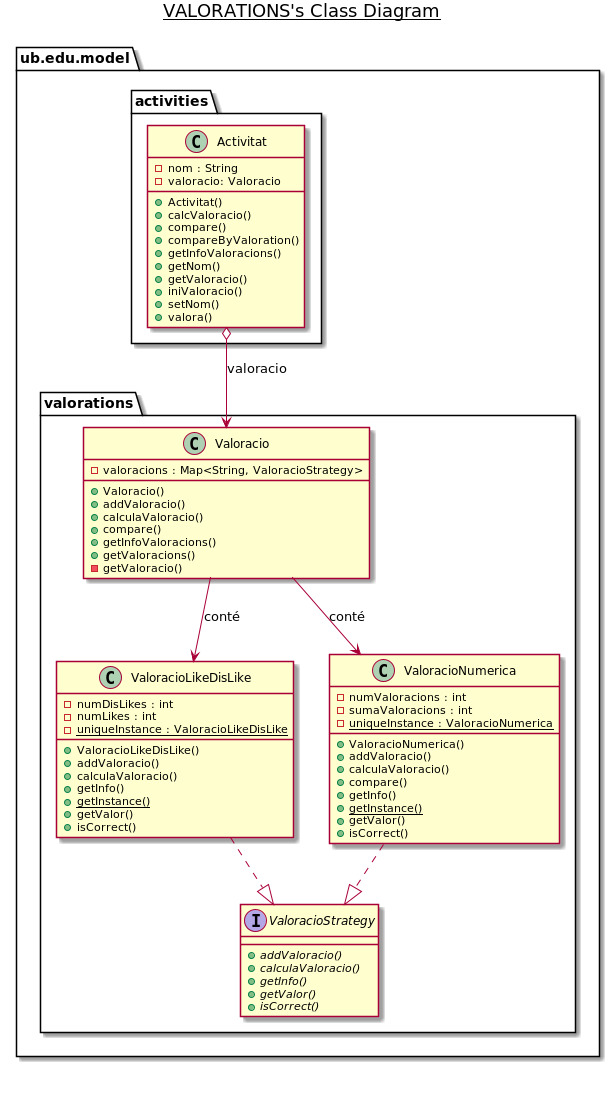 VALORATIONS's Class Diagram
ub.edu.model
activities
C Activitat
nom : String
valoracio: Valoracio
Activitat()
calcValoracio()
compare()
compareByValoration()
getInfoValoracions()
getNom()
getValoracio()
iniValoracio()
setNom()
valora()
valoracio
valorations
C Valoracio
valoracions : Map<String, ValoracioStrategy>
Valoracio()
addValoracio()
calculaValoracio()
compare()
getInfoValoracions()
getValoracions()
getValoracio()
conté
conté
C ValoracioLikeDisLike
numDisLikes : int
numLikes : int
uniqueInstance : ValoracioLikeDisLike
ValoracioLikeDisLike()
addValoracio()
calculaValoracio()
getInfo()
getInstance()
getValor()
isCorrect()
C ValoracioNumerica
numValoracions : int
sumaValoracions : int
uniqueInstance : ValoracioNumerica
ValoracioNumerica()
addValoracio()
calculaValoracio()
compare()
getInfo()
getInstance()
getValor()
isCorrect()
I ValoracioStrategy
addValoracio()
calculaValoracio()
getInfo()
getValor()
isCorrect()